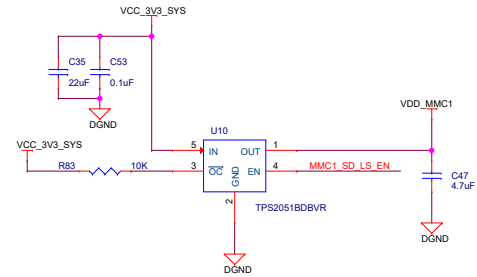 VCC_3V3_SYS
C35
22uF
C53
0.1uF
DGND
VCC_3V3_SYS
R83
10K
U10
5
IN
OUT
1
3
OC
EN
4
GND
2
TPS2051BDBVR
DGND
MMC1_SD_LS_EN
VDD_MMC1
C47
4.7uF
DGND